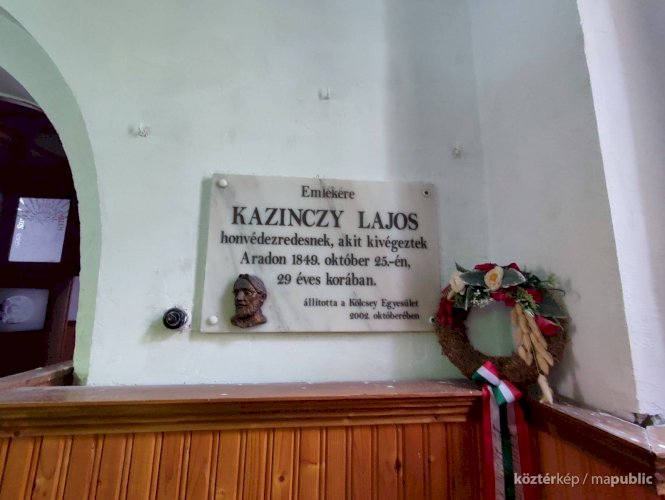 Emlékére
KAZINCZY LAJOS
honvédezredesnek, akit kivégeztek
Aradon 1849. október 25.-én,
29 éves korában.
állította a Kölcsey Egyesület
2002. októberében
köztérkép / mapublic